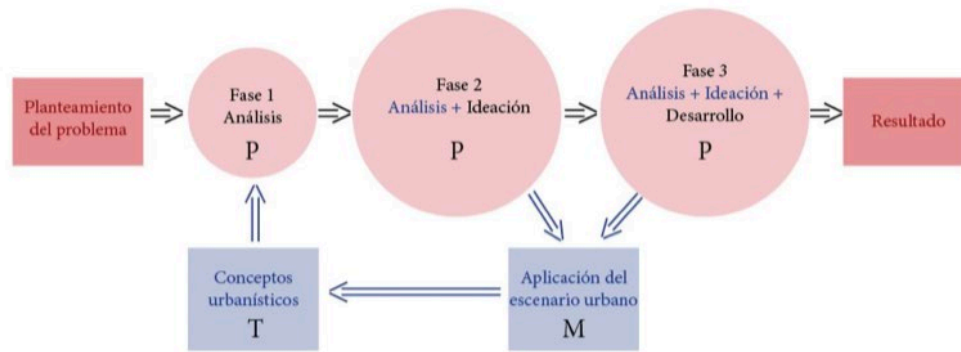 Planteamiento
del problema
Fase 1
Análisis
P
Fase 2
Análisis + Ideación
P
Fase 3
Análisis + Ideación +
Desarrollo
P
Resultado
Conceptos
urbanísticos
T
Aplicación del
escenario urbano
M